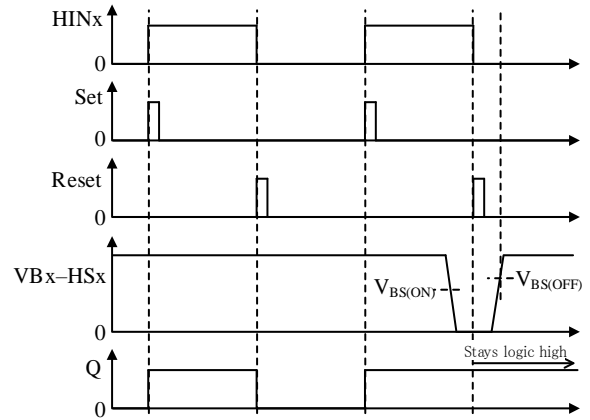 HINx
0
Set
0
Reset
0
VBx–HSx
VBS(ON)
VBS(OFF)
0
Stays logic high
Q
0